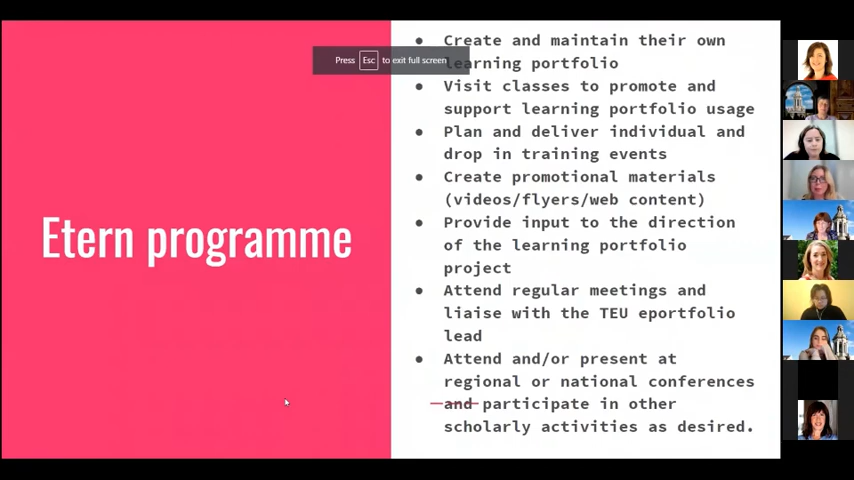 Create and maintain their own
learning portfolio
Press Esc to exit full screen
Visit classes to promote and
support learning portfolio usage
Plan and deliver individual and
drop in training events
Create promotional materials
(videos/flyers/web content)
Etern programme
Provide input to the direction
of the learning portfolio
project
Attend regular meetings and
liaise with the TEU eportfolio
lead
Attend and/or present at
regional or national conferences
and participate in other
scholarly activities as desired.